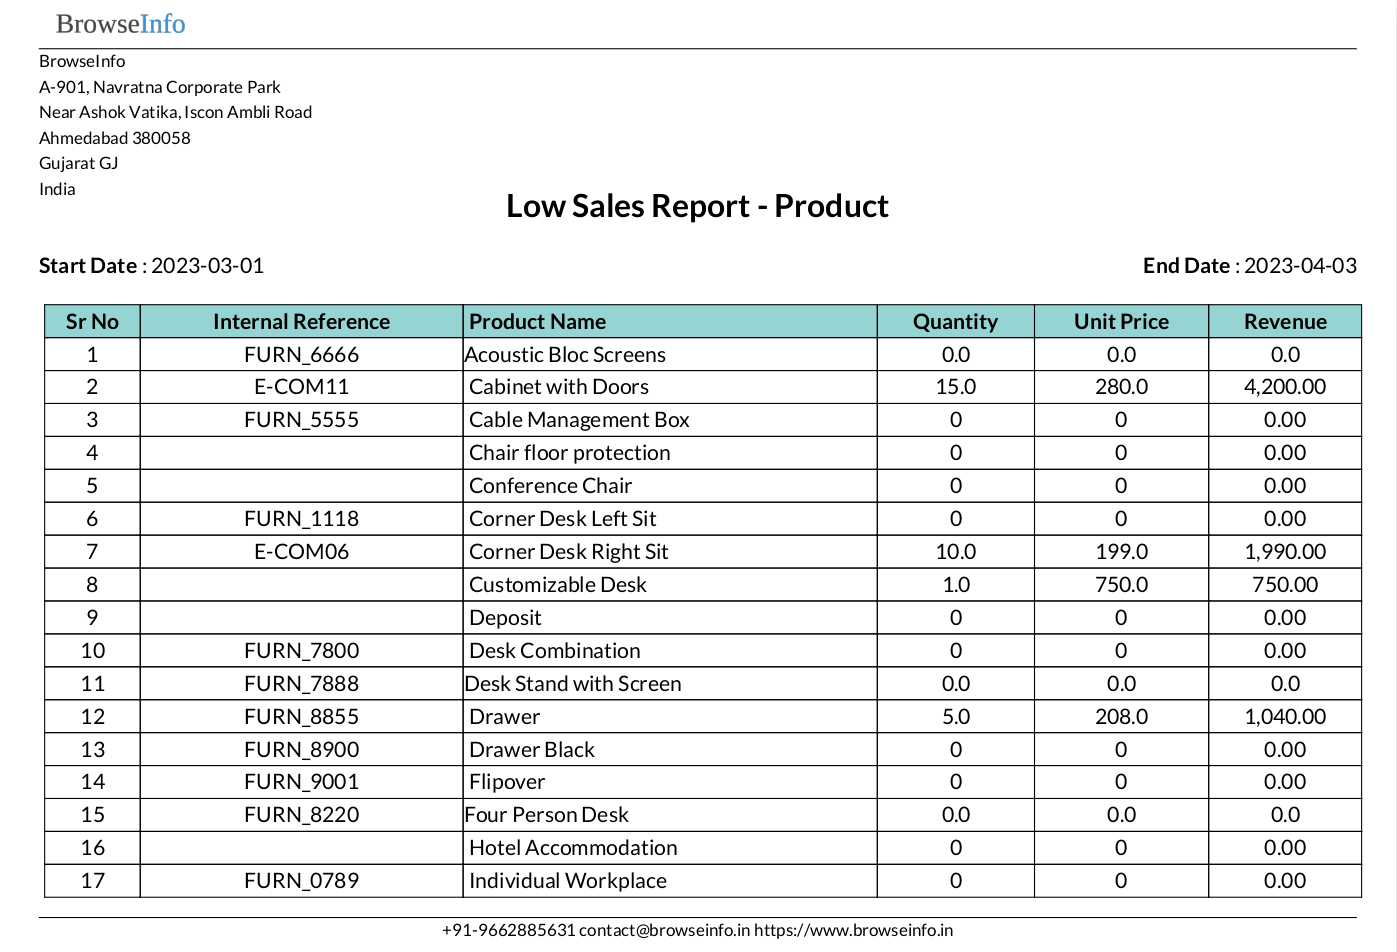 BrowseInfo
BrowseInfo
A-901, Navratna Corporate Park
Near Ashok Vatika, Iscon Ambli Road
Ahmedabad 380058
Gujarat GJ
India
Low Sales Report - Product
Start Date : 2023-03-01 End Date : 2023-04-03
Sr No Internal Reference Product Name Quantity Unit Price Revenue
1 FURN_6666 Acoustic Bloc Screens 0.0 0.0 0.0
2 E-COM11 Cabinet with Doors 15.0 280.0 4,200.00
3 FURN_5555 Cable Management Box 0 0 0.00
4 Chair floor protection 0 0 0.00
5 Conference Chair 0 0 0.00
6 FURN_1118 Corner Desk Left Sit 0 0 0.00
7 E-COM06 Corner Desk Right Sit 10.0 199.0 1,990.00
8 Customizable Desk 1.0 750.0 750.00
9 Deposit 0 0 0.00
10 FURN_7800 Desk Combination 0 0 0.00
11 FURN_7888 Desk Stand with Screen 0.0 0.0 0.0
12 FURN_8855 Drawer 5.0 208.0 1,040.00
13 FURN_8900 Drawer Black 0 0 0.00
14 FURN_9001 Flipover 0 0 0.00
15 FURN_8220 Four Person Desk 0.0 0.0 0.0
16 Hotel Accommodation 0 0 0.00
17 FURN_0789 Individual Workplace 0 0 0.00
+91-9662885631 contact@browseinfo.in https://www.browseinfo.in